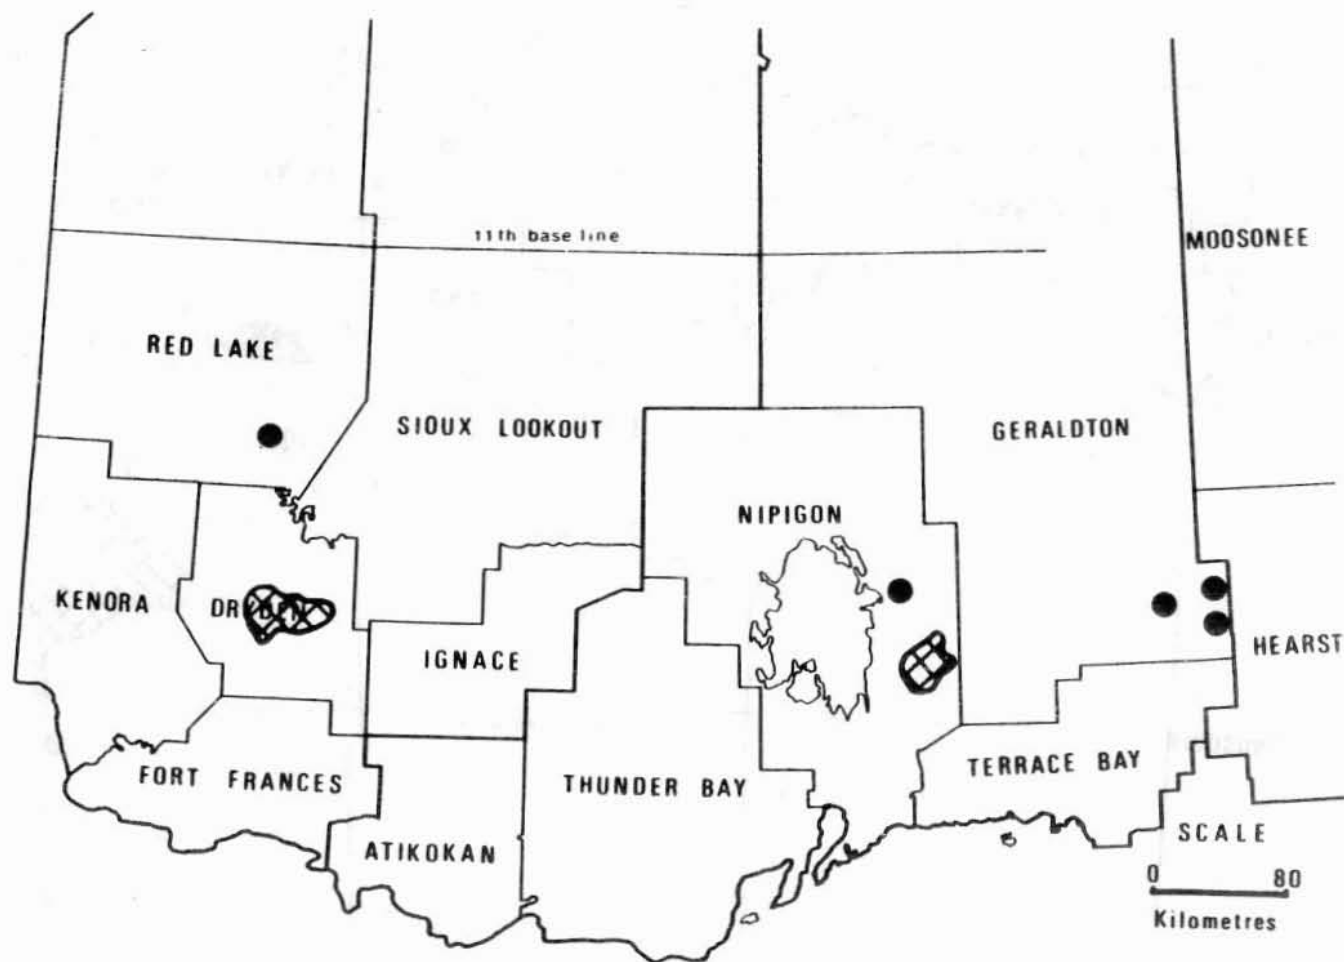 11th base line
MOOSONEE
RED LAKE
SIOUX LOOKOUT
GERALDTON
NIPIGON
KENORA
DRYDEN
IGNACE
HEARST
FORT FRANCES
THUNDER BAY
TERRACE BAY
ATIKOKAN
SCALE
0 80
Kilometres